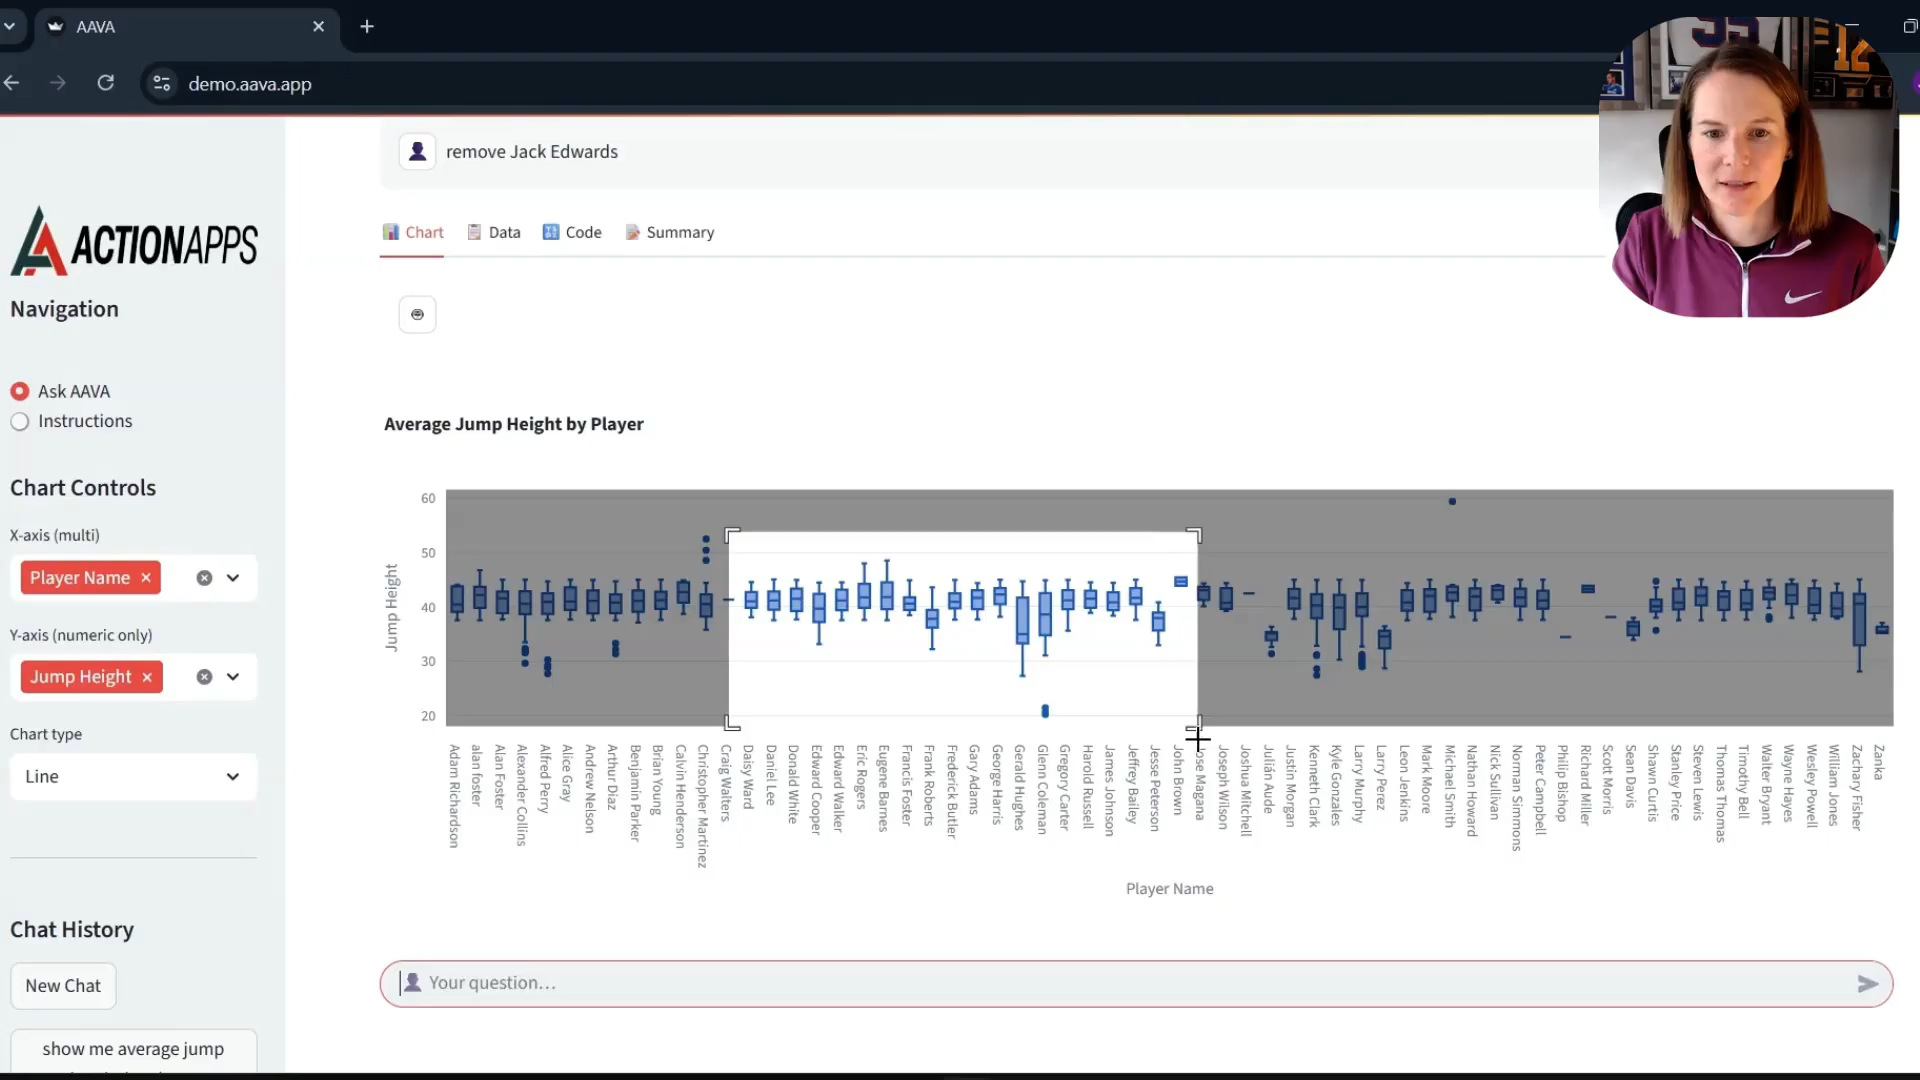 AAVA
demo.aava.app
remove Jack Edwards
Chart
Data
Code
Summary
ACTIONAPPS
Navigation
Ask AAVA
Instructions
Chart Controls
X-axis (multi)
Player Name
Y-axis (numeric only)
Jump Height
Chart type
Line
Chat History
New Chat
show me average jump
Average Jump Height by Player
60
50
40
30
20
Jump Height
Adam Richardson
alan foster
Alan Foster
Alexander Collins
Alfred Perry
Alice Gray
Andrew Nelson
Arthur Diaz
Benjamin Parker
Brian Young
Calvin Henderson
Christopher Martinez
Craig Walters
Daisy Ward
Daniel Lee
Donald White
Edward Cooper
Edward Walker
Eric Rogers
Eugene Barnes
Francis Foster
Frank Roberts
Frederick Butler
Gary Adams
George Harris
Gerald Hughes
Glenn Coleman
Gregory Carter
Harold Russell
James Johnson
Jeffrey Bailey
Jesse Peterson
John Brown
Jose Magana
Joseph Wilson
Joshua Mitchell
Julián Aude
Justin Morgan
Kenneth Clark
Kyle Gonzales
Larry Murphy
Larry Perez
Leon Jenkins
Mark Moore
Michael Smith
Nathan Howard
Nick Sullivan
Norman Simmons
Peter Campbell
Philip Bishop
Richard Miller
Scott Morris
Sean Davis
Shawn Curtis
Stanley Price
Steven Lewis
Thomas Thomas
Timothy Bell
Walter Bryant
Wayne Hayes
Wesley Powell
William Jones
Zachary Fisher
Zanka
Player Name
Your question...
12